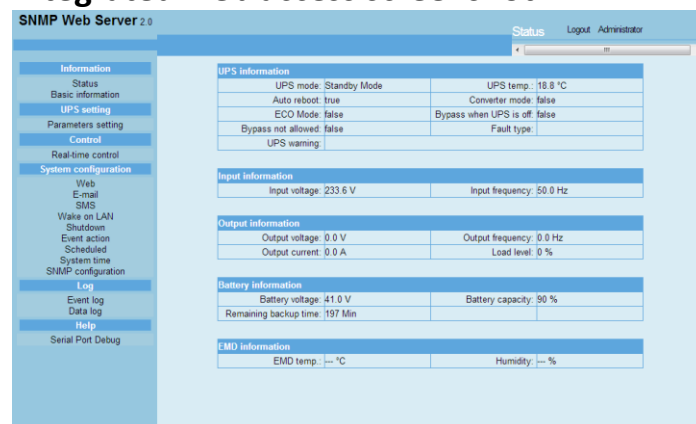 SNMP Web Server 2.0
Status Logout Administrator
Information
Status
Basic information
UPS setting
Parameters setting
Control
Real-time control
System configuration
Web
E-mail
SMS
Wake on LAN
Shutdown
Event action
Scheduled
System time
SNMP configuration
Log
Event log
Data log
Help
Serial Port Debug
UPS information
UPS mode: Standby Mode UPS temp.: 18.8 °C
Auto reboot: true Converter mode: false
ECO Mode: false Bypass when UPS is off: false
Bypass not allowed: false Fault type:
UPS warning:
Input information
Input voltage: 233.6 V Input frequency: 50.0 Hz
Output information
Output voltage: 0.0 V Output frequency: 0.0 Hz
Output current: 0.0 A Load level: 0 %
Battery information
Battery voltage: 41.0 V Battery capacity: 90 %
Remaining backup time: 197 Min
EMD information
EMD temp.: --- °C Humidity: --- %